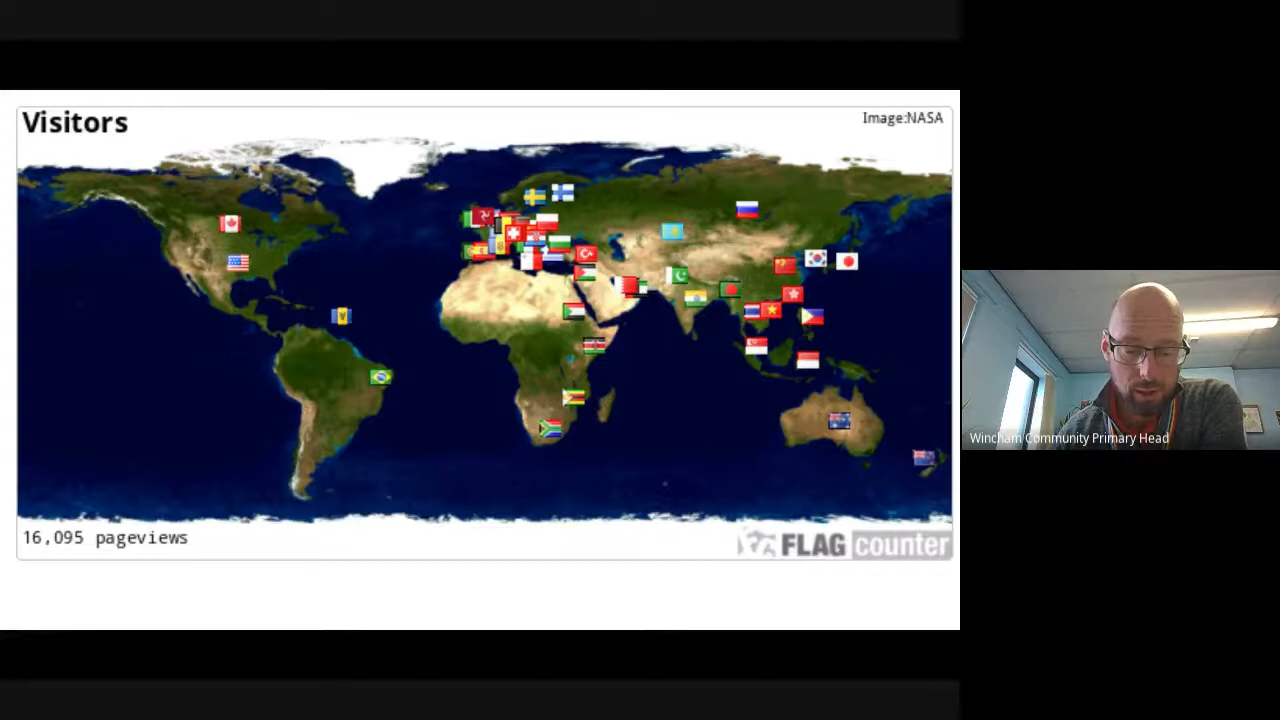 Visitors
Image:NASA
16,095 pageviews
FLAG counter
Wincham Community Primary Head